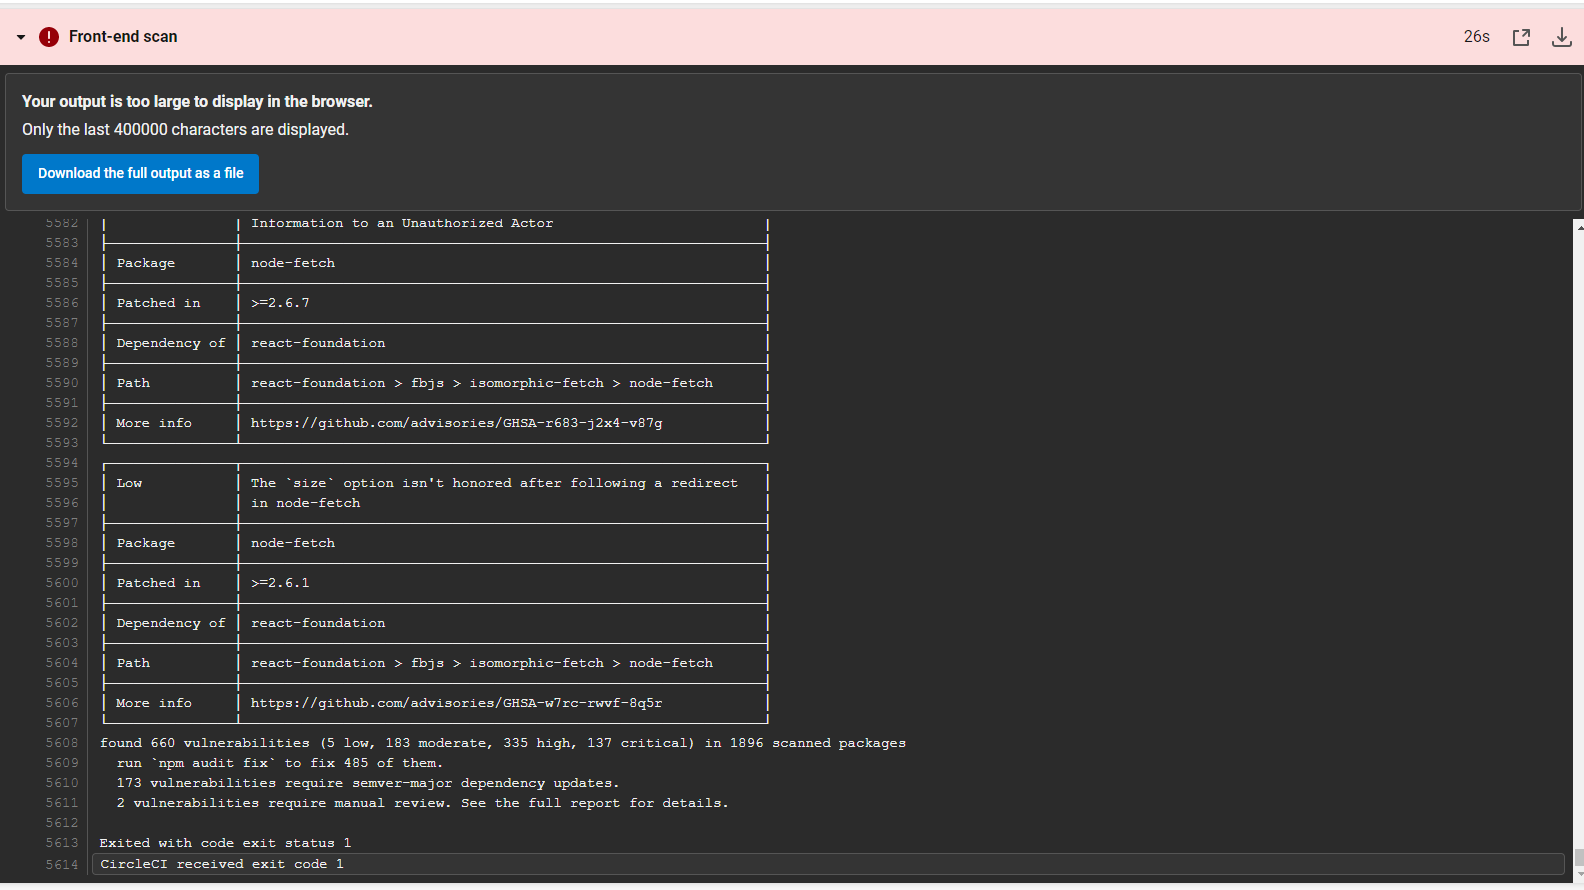 Front-end scan
26s
Your output is too large to display in the browser.
Only the last 400000 characters are displayed.
Download the full output as a file
5582 | | Information to an Unauthorized Actor |
5583
5584 | Package | node-fetch |
5585
5586 | Patched in | >=2.6.7 |
5587
5588 | Dependency of | react-foundation |
5589
5590 | Path | react-foundation > fbjs > isomorphic-fetch > node-fetch |
5591
5592 | More info | https://github.com/advisories/GHSA-r683-j2x4-v87g |
5593
5594
5595 | Low | The `size` option isn't honored after following a redirect |
5596 | | in node-fetch |
5597
5598 | Package | node-fetch |
5599
5600 | Patched in | >=2.6.1 |
5601
5602 | Dependency of | react-foundation |
5603
5604 | Path | react-foundation > fbjs > isomorphic-fetch > node-fetch |
5605
5606 | More info | https://github.com/advisories/GHSA-w7rc-rwvf-8q5r |
5607
5608 found 660 vulnerabilities (5 low, 183 moderate, 335 high, 137 critical) in 1896 scanned packages
5609 run `npm audit fix` to fix 485 of them.
5610 173 vulnerabilities require semver-major dependency updates.
5611 2 vulnerabilities require manual review. See the full report for details.
5612
5613 Exited with code exit status 1
5614 CircleCI received exit code 1